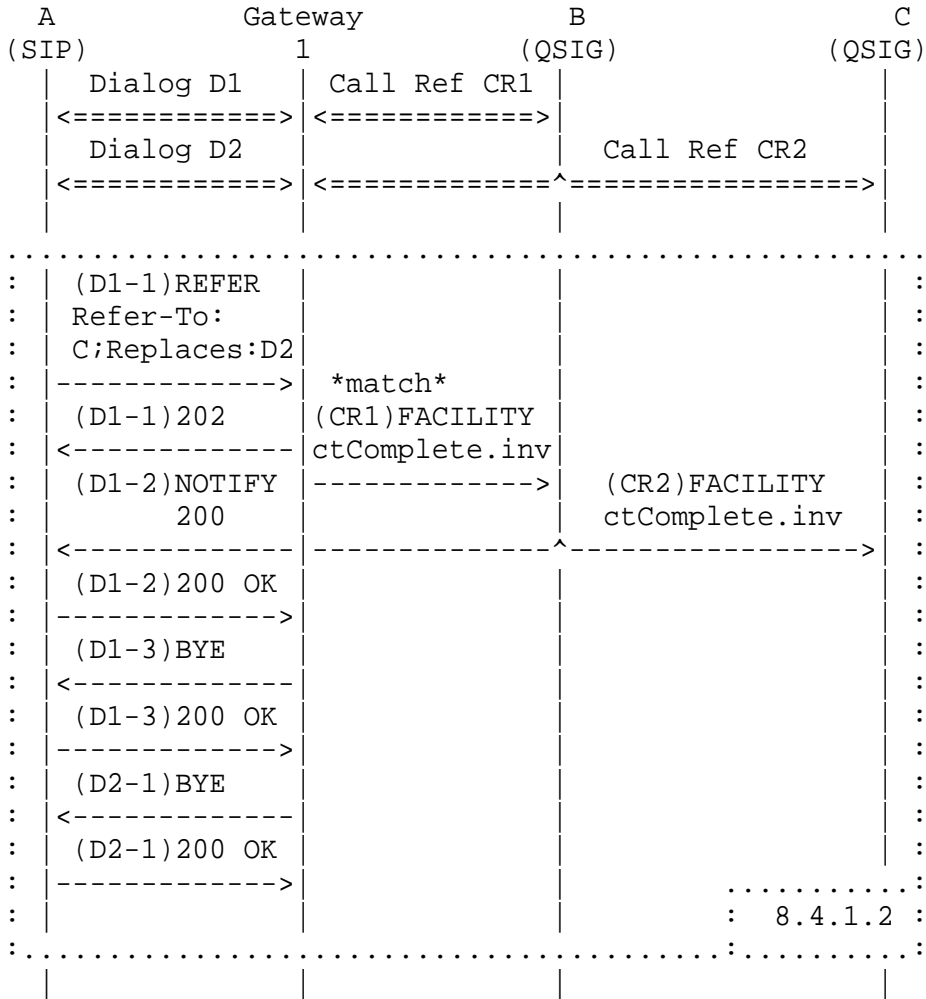 A Gateway B C
(SIP) 1 (QSIG) (QSIG)
| Dialog D1 | Call Ref CR1 | |
|<============>|<============>| |
| Dialog D2 | | Call Ref CR2 |
|<============>|<=============^=================>|
| | | |
.........................................................
: | (D1-1)REFER | | | :
: | Refer-To: | | | :
: | C;Replaces:D2| | | :
: |------------->| *match* | | :
: | (D1-1)202 |(CR1)FACILITY | | :
: |<-------------|ctComplete.inv| | :
: | (D1-2)NOTIFY |-------------> | (CR2)FACILITY | :
: | 200 | | ctComplete.inv | :
: |<-------------|--------------^----------------->| :
: | (D1-2)200 OK | | | :
: |------------->| | | :
: | (D1-3)BYE | | | :
: |<-------------| | | :
: | (D1-3)200 OK | | | :
: |------------->| | | :
: | (D2-1)BYE | | | :
: |<-------------| | | :
: | (D2-1)200 OK | | | :
: |------------->| | ...........:
: | | | : 8.4.1.2 :
:...........................................:...........:
| | | |